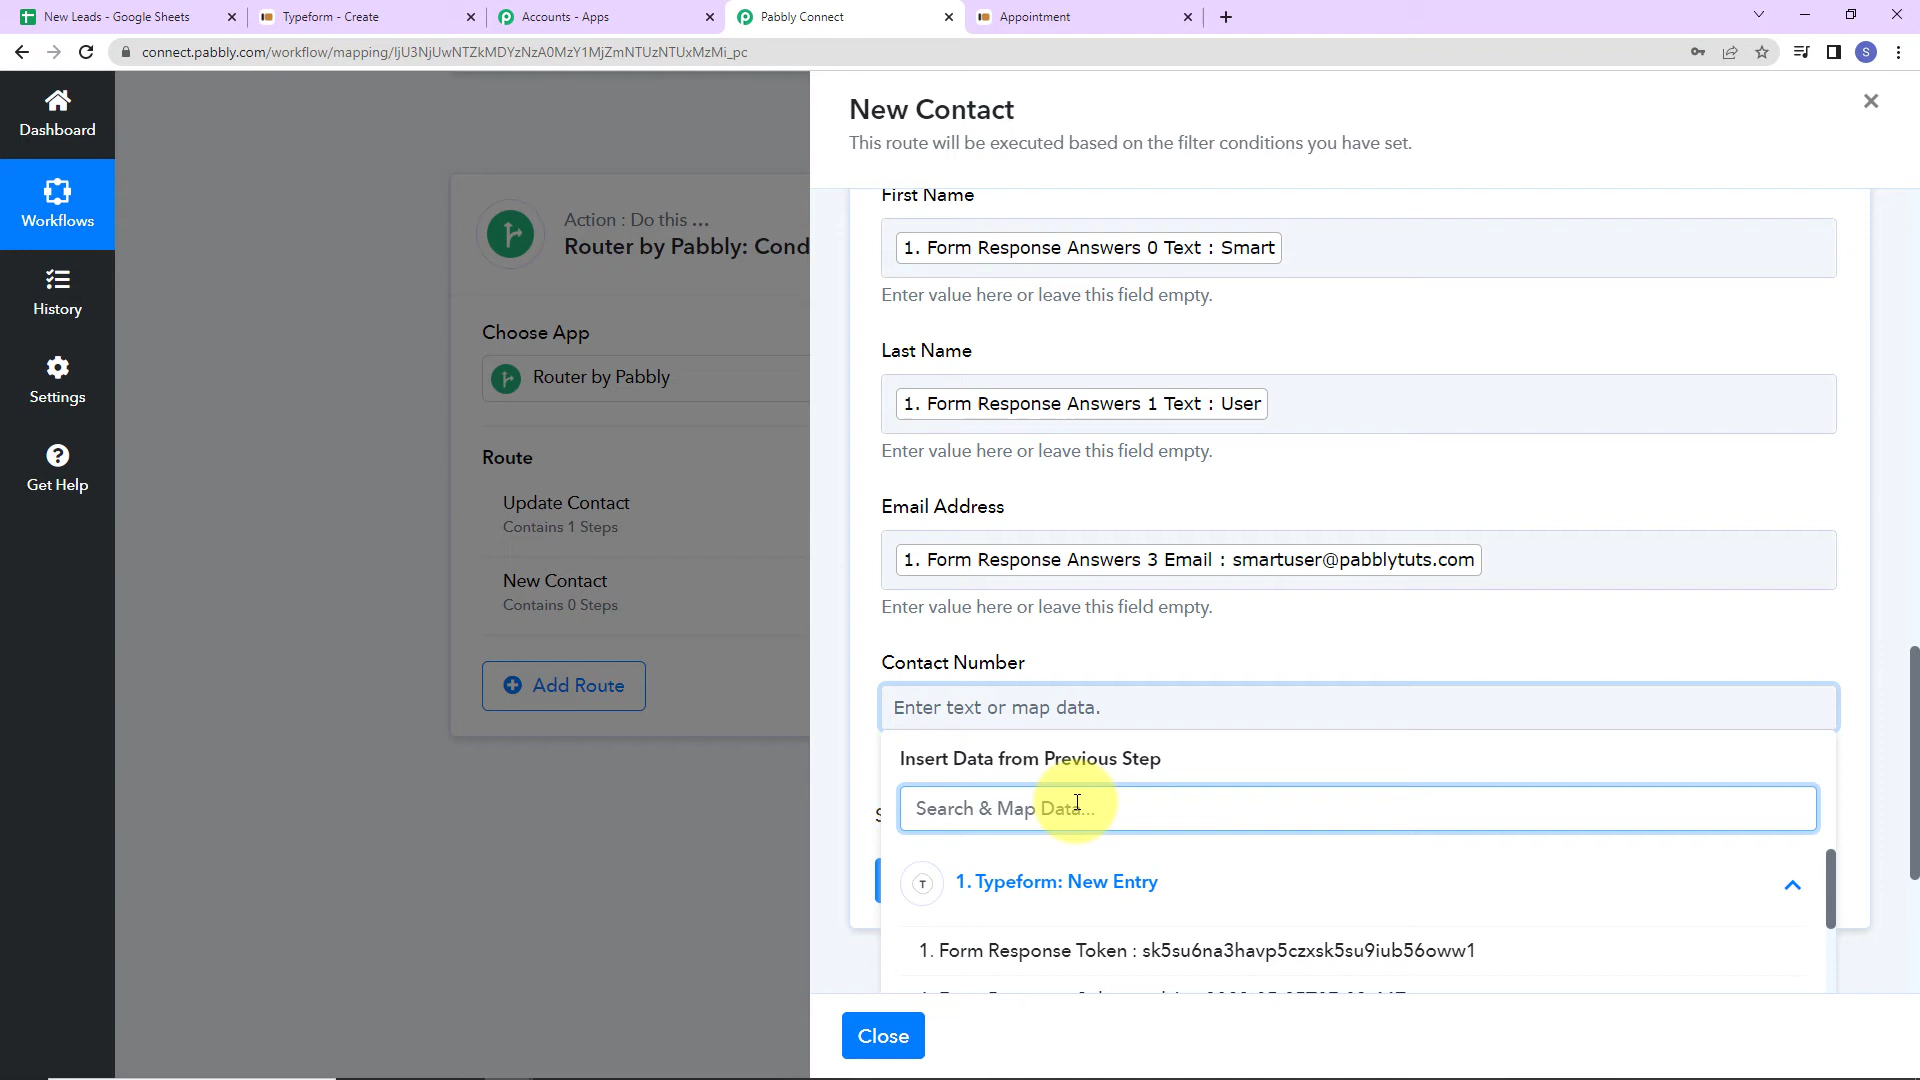 New Leads - Google Sheets
Typeform - Create
Accounts - Apps
Pabbly Connect
Appointment
connect.pabbly.com/workflow/mapping/IjU3NjUwNTZkMDYzNzA0MzY1MjZmNTUzNTUxMzMi_pc
S
Dashboard
Workflows
History
Settings
Get Help
Action : Do this ...
Router by Pabbly: Cond
Choose App
Router by Pabbly
Route
Update Contact
Contains 1 Steps
New Contact
Contains 0 Steps
Add Route
New Contact
This route will be executed based on the filter conditions you have set.
First Name
1. Form Response Answers 0 Text : Smart
Enter value here or leave this field empty.
Last Name
1. Form Response Answers 1 Text : User
Enter value here or leave this field empty.
Email Address
1. Form Response Answers 3 Email : smartuser@pabblytuts.com
Enter value here or leave this field empty.
Contact Number
Enter text or map data.
Insert Data from Previous Step
Search & Map Data...
T
1. Typeform: New Entry
1. Form Response Token : sk5su6na3havp5czxsk5su9iub56oww1
Close